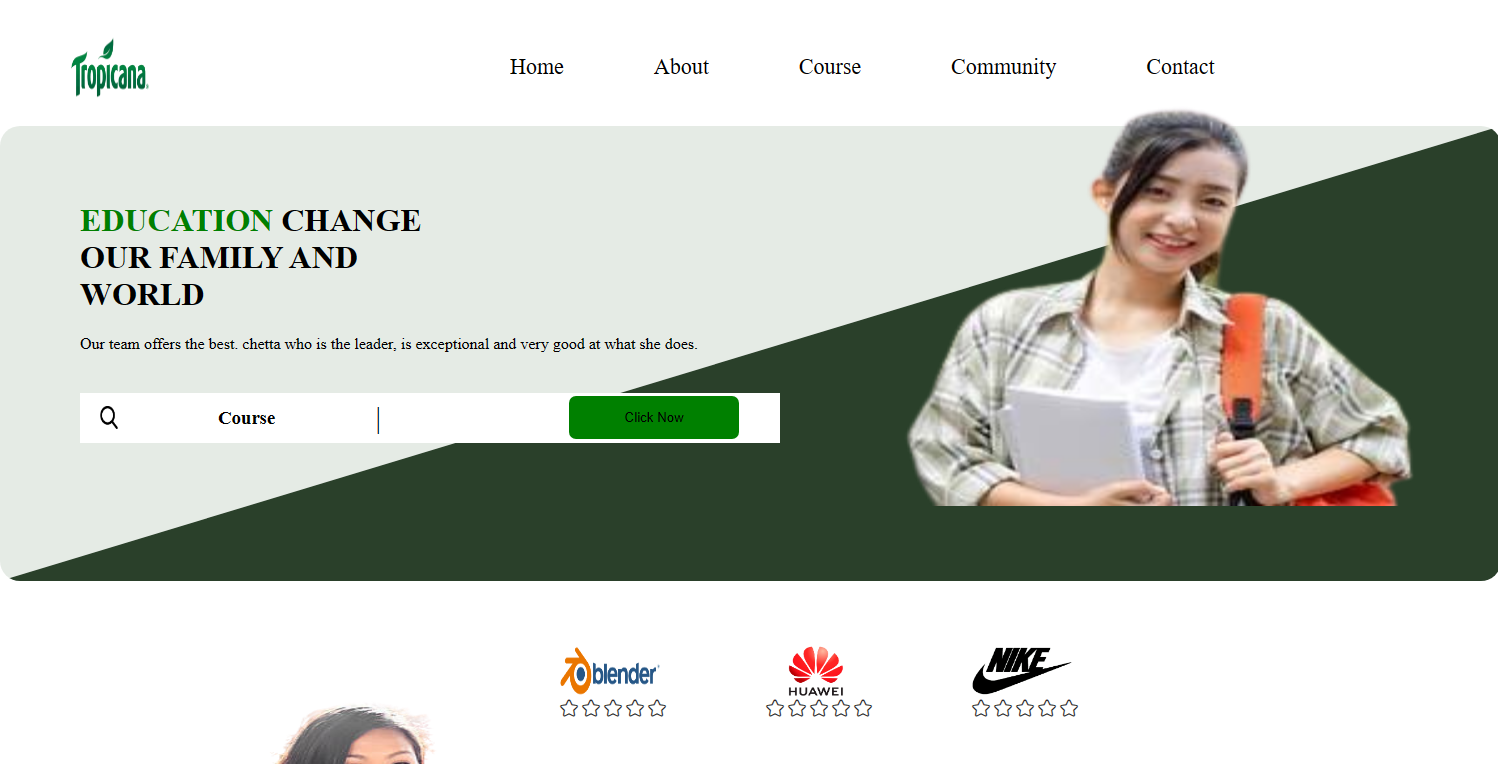 Tropicana
Home About Course Community Contact
EDUCATION CHANGE
OUR FAMILY AND
WORLD
Our team offers the best. chetta who is the leader, is exceptional and very good at what she does.
Course Click Now
blender HUAWEI NIKE